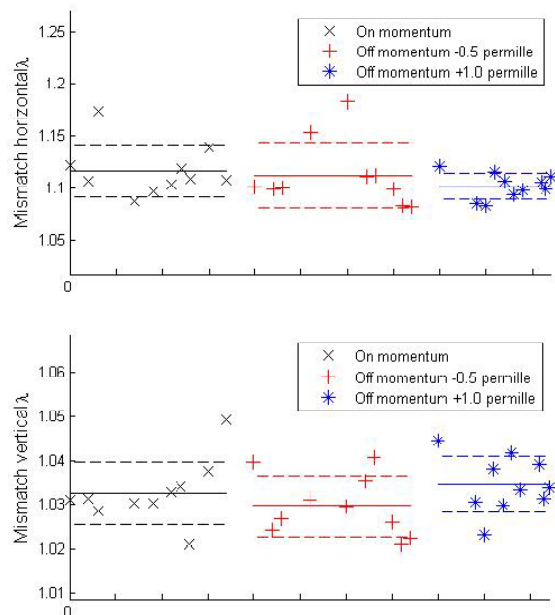 On momentum
Off momentum -0.5 permille
Off momentum +1.0 permille
1.25
1.2
1.15
1.1
1.05
0
Mismatch horizontal λ
On momentum
Off momentum -0.5 permille
Off momentum +1.0 permille
1.06
1.05
1.04
1.03
1.02
1.01
0
Mismatch vertical λ